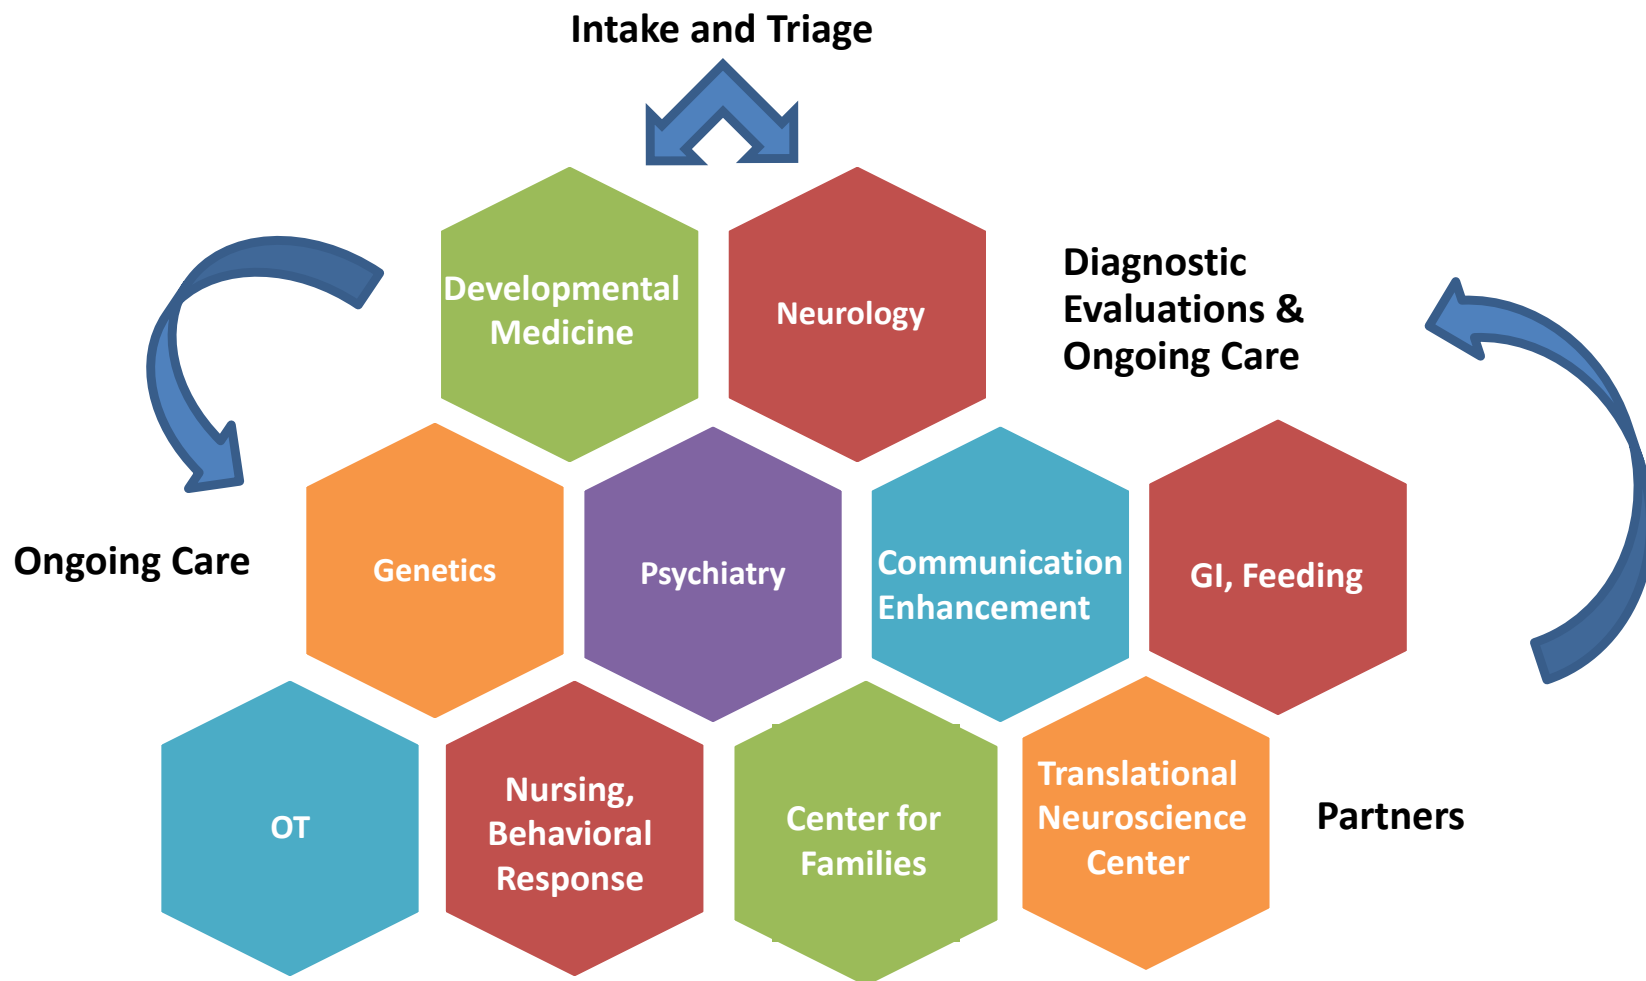 Intake and Triage
Developmental
Medicine
Neurology
Diagnostic
Evaluations &
Ongoing Care
Ongoing Care
Genetics
Psychiatry
Communication
Enhancement
GI, Feeding
OT
Nursing,
Behavioral
Response
Center for
Families
Translational
Neuroscience
Center
Partners